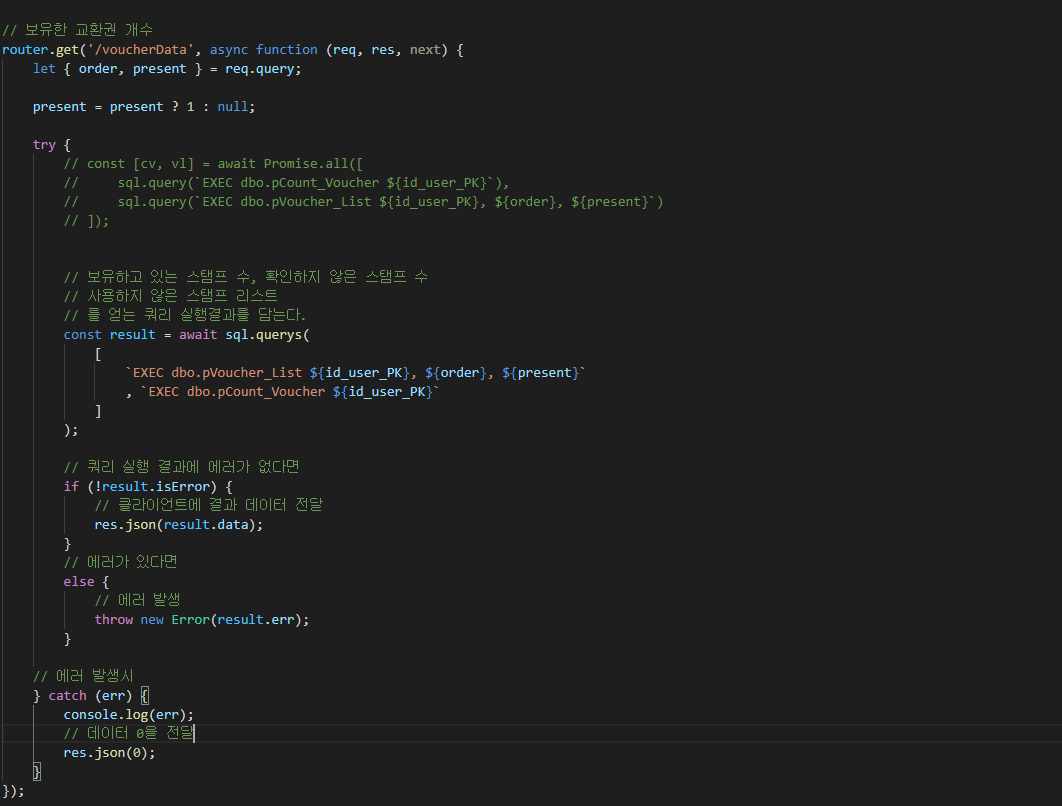 // 보유한 교환권 개수
router.get('/voucherData', async function (req, res, next) {
    let { order, present } = req.query;

    present = present ? 1 : null;

    try {
        // const [cv, vl] = await Promise.all([
        //     sql.query(`EXEC dbo.pCount_Voucher ${id_user_PK}`),
        //     sql.query(`EXEC dbo.pVoucher_List ${id_user_PK}, ${order}, ${present}`)
        // ]);


        // 보유하고 있는 스탬프 수, 확인하지 않은 스탬프 수
        // 사용하지 않은 스탬프 리스트
        // 를 얻는 쿼리 실행결과를 담는다.
        const result = await sql.querys(
            [
                `EXEC dbo.pVoucher_List ${id_user_PK}, ${order}, ${present}`
                , `EXEC dbo.pCount_Voucher ${id_user_PK}`
            ]
        );

        // 쿼리 실행 결과에 에러가 없다면
        if (!result.isError) {
            // 클라이언트에 결과 데이터 전달
            res.json(result.data);
        }
        // 에러가 있다면
        else {
            // 에러 발생
            throw new Error(result.err);
        }

    // 에러 발생시
    } catch (err) {
        console.log(err);
        // 데이터 0을 전달
        res.json(0);
    }
});